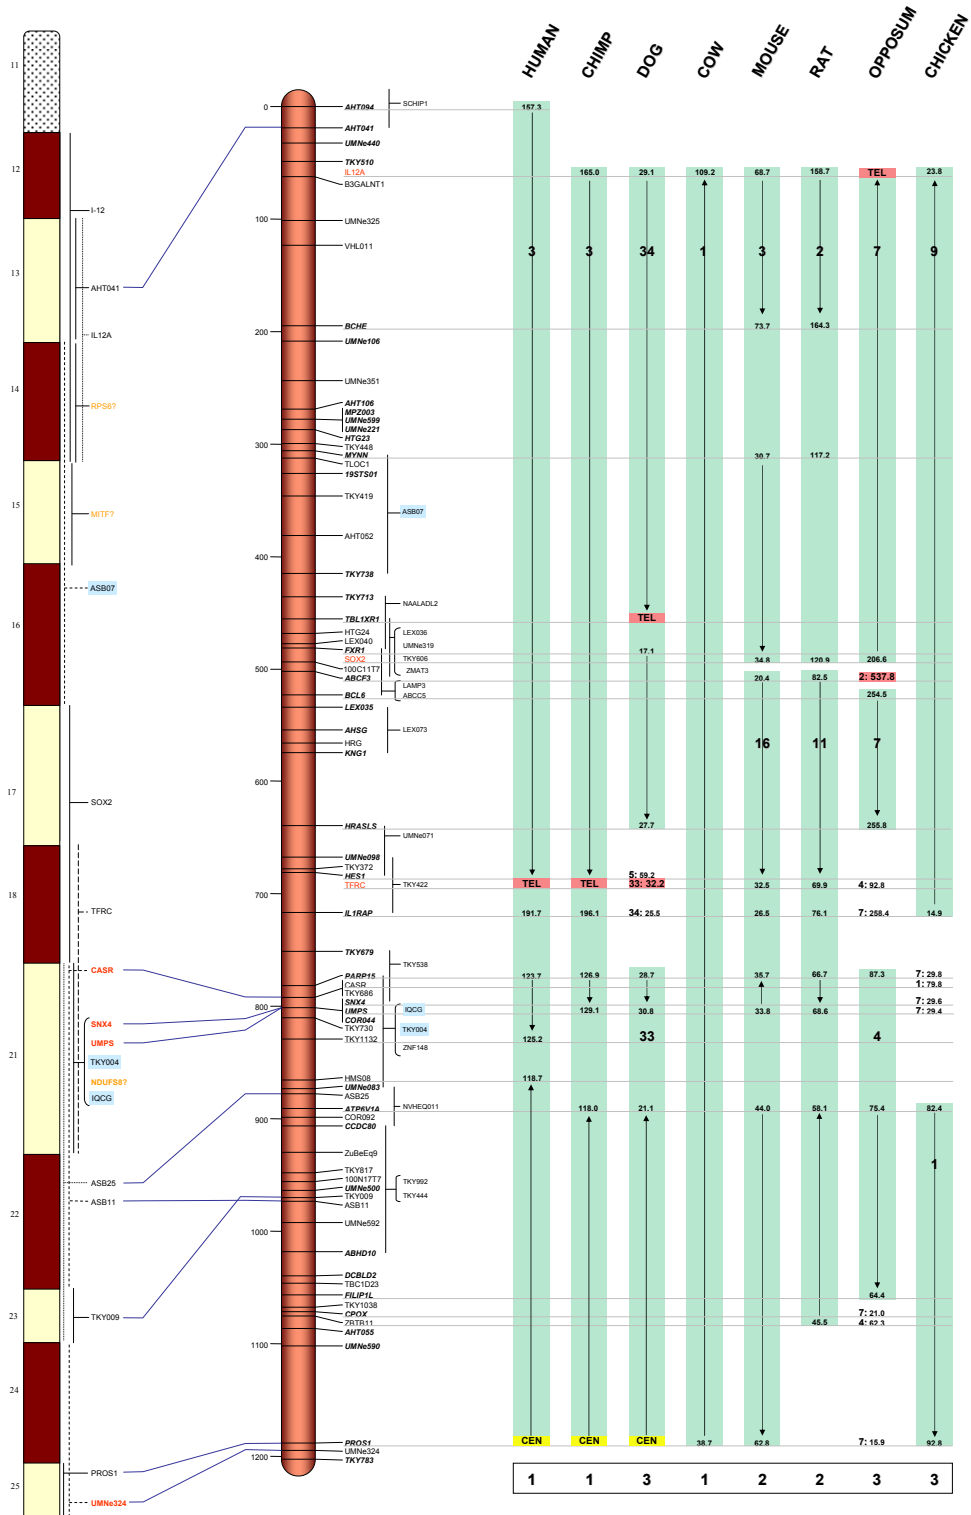 HUMAN CHIMP DOG COW MOUSE RAT OPPOSUM CHICKEN
11
12
13
14
15
16
17
18
21
22
23
24
25
I-12
AHT041
IL12A
RPS6?
MITF?
ASB07
SOX2
TFRC
CASR
SNX4
UMPS
TKY004
NDUFS8?
IQCG
ASB25
ASB11
TKY009
PROS1
UMNe324
0
100
200
300
400
500
600
700
800
900
1000
1100
1200
AHT094
AHT041
UMNe440
TKY510
IL12A
B3GALNT1
UMNe325
VHL011
BCHE
UMNe106
UMNe351
AHT106
MPZ003
UMNe599
UMNe221
HTG23
TKY448
MYNN
TLOC1
19STS01
TKY419
AHT052
TKY738
TKY713
TBL1XR1
HTG24
LEX040
FXR1
SOX2
100C11T7
ABCF3
BCL6
LEX035
AHSG
HRG
KNG1
HRASLS
UMNe098
TKY372
HES1
TFRC
IL1RAP
TKY679
PARP15
CASR
TKY686
SNX4
UMPS
COR044
TKY730
TKY1132
HMS08
UMNe083
ASB25
ATP6V1A
COR092
CCDC80
ZuBeEq9
TKY817
100N17T7
UMNe500
TKY009
ASB11
UMNe592
ABHD10
DCBLD2
TBC1D23
FILIP1L
TKY1038
CPOX
ZBTB11
AHT055
UMNe590
PROS1
UMNe324
TKY783
SCHIP1
ASB07
NAALADL2
LEX036
UMNe319
TKY606
ZMAT3
LAMP3
ABCC5
LEX073
UMNe071
TKY422
TKY538
IQCG
TKY004
ZNF148
NVHEQ011
TKY992
TKY444
157.3
165.0 29.1 109.2 68.7 158.7 TEL 23.8
3 3 34 1 3 2 7 9
73.7 164.3
30.7 117.2
TEL
17.1
34.8 120.9 206.6
20.4 82.5 2: 537.8
254.5
16 11 7
27.7 255.8
5: 59.2
TEL TEL 33: 32.2 32.5 69.9 4: 92.8
191.7 196.1 34: 25.5 26.5 76.1 7: 258.4 14.9
123.7 126.9 28.7 35.7 66.7 87.3 7: 29.8
1: 79.8
7: 29.6
129.1 30.8 33.8 68.6 7: 29.4
33 4
125.2
118.7
118.0 21.1 44.0 58.1 75.4 82.4
1
64.4
7: 21.0
45.5 4: 62.3
CEN CEN CEN 38.7 62.8 7: 15.9 92.8
1 1 3 1 2 2 3 3